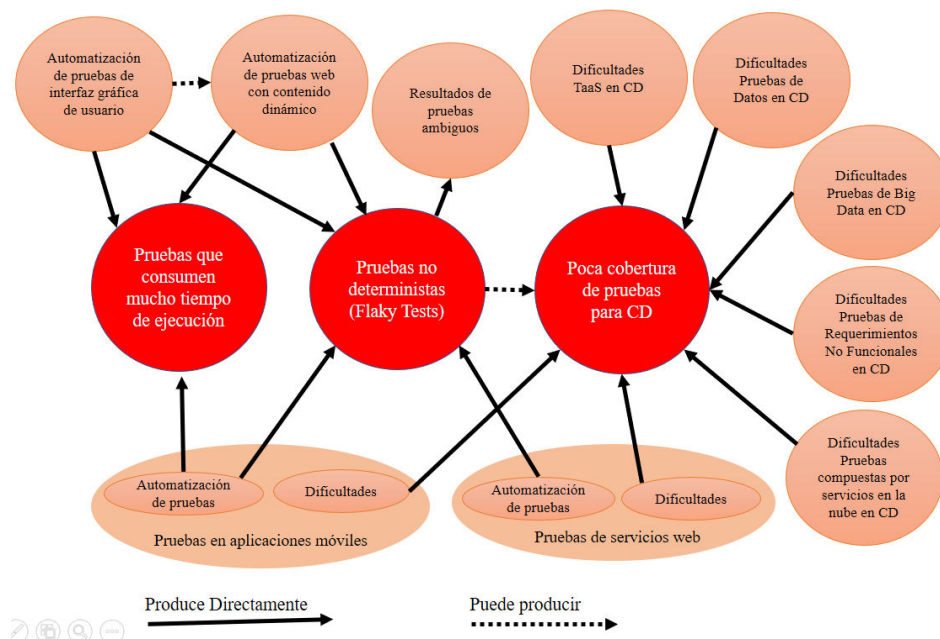 Automatización
de pruebas de
interfaz gráfica
de usuario
Automatización
de pruebas web
con contenido
dinámico
Resultados de
pruebas
ambiguos
Dificultades
TaaS en CD
Dificultades
Pruebas de
Datos en CD
Dificultades
Pruebas de Big
Data en CD
Pruebas que
consumen
mucho tiempo
de ejecución
Pruebas no
deterministas
(Flaky Tests)
Poca cobertura
de pruebas
para CD
Dificultades
Pruebas de
Requerimientos
No Funcionales
en CD
Dificultades
Pruebas
compuestas por
servicios en la
nube en CD
Automatización
de pruebas
Dificultades
Pruebas en aplicaciones móviles
Automatización
de pruebas
Dificultades
Pruebas de servicios web
Produce Directamente
Puede producir